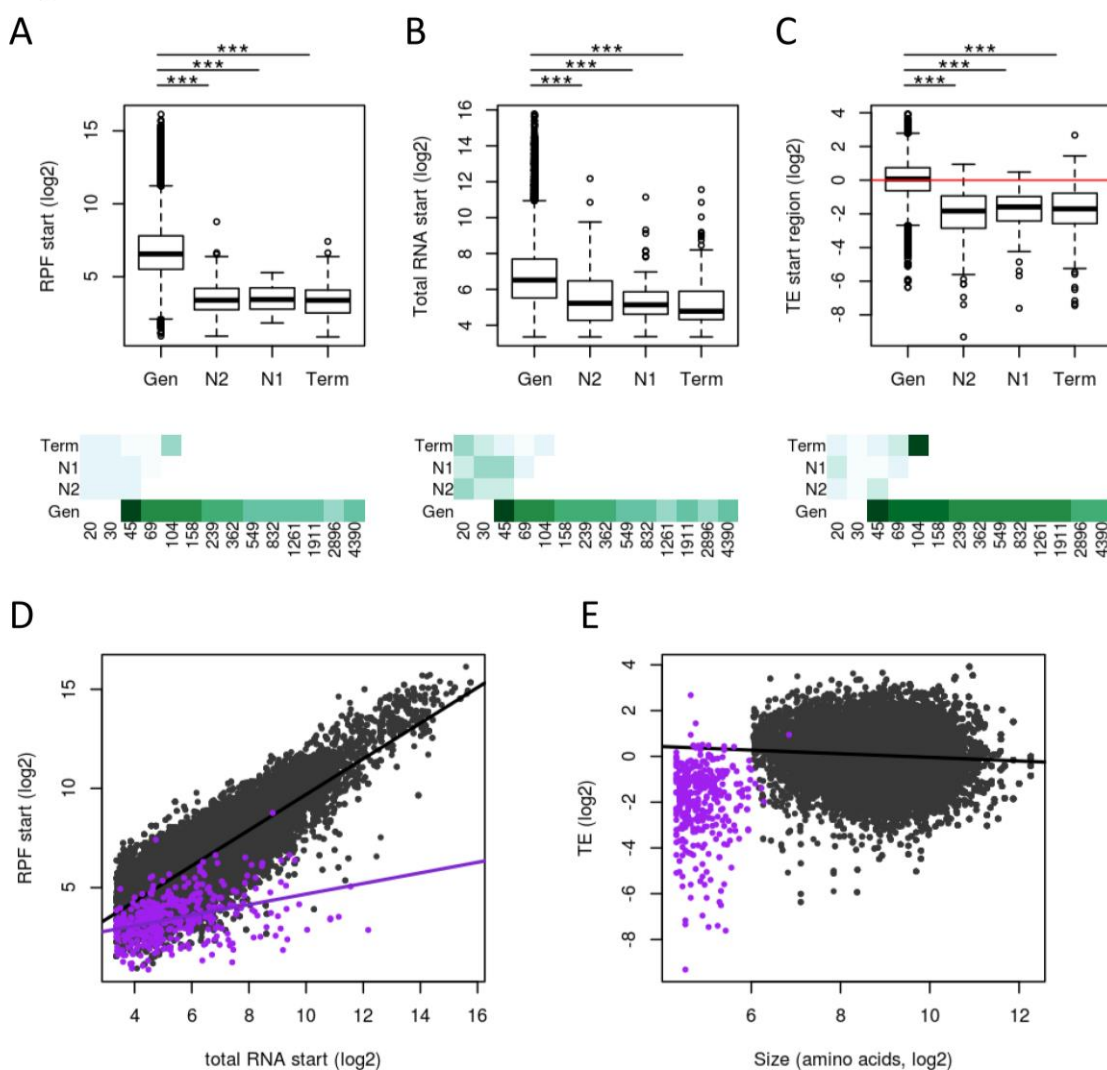 A
B
C
***
***
***
***
***
***
***
***
***
RPF start (log2)
15
10
5
Gen
N2
N1
Term
Total RNA start (log2)
16
14
12
10
8
6
4
Gen
N2
N1
Term
TE start region (log2)
4
2
0
-2
-4
-6
-8
Gen
N2
N1
Term
Term
N1
N2
Gen
20
30
45
69
104
158
239
362
549
832
1261
1911
2896
4390
Term
N1
N2
Gen
20
30
45
69
104
158
239
362
549
832
1261
1911
2896
4390
Term
N1
N2
Gen
20
30
45
69
104
158
239
362
549
832
1261
1911
2896
4390
D
E
RPF start (log2)
15
10
5
4
6
8
10
12
14
16
total RNA start (log2)
TE (log2)
4
2
0
-2
-4
-6
-8
6
8
10
12
Size (amino acids, log2)